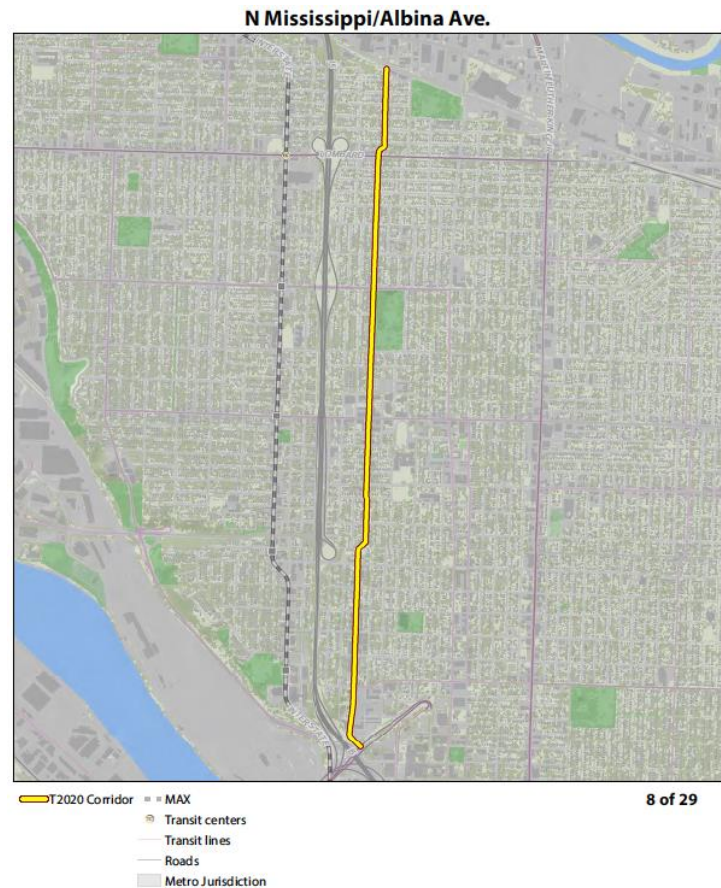 N Mississippi/Albina Ave.
LOMBARD
T2020 Corridor
MAX
Transit centers
Transit lines
Roads
Metro Jurisdiction
8 of 29